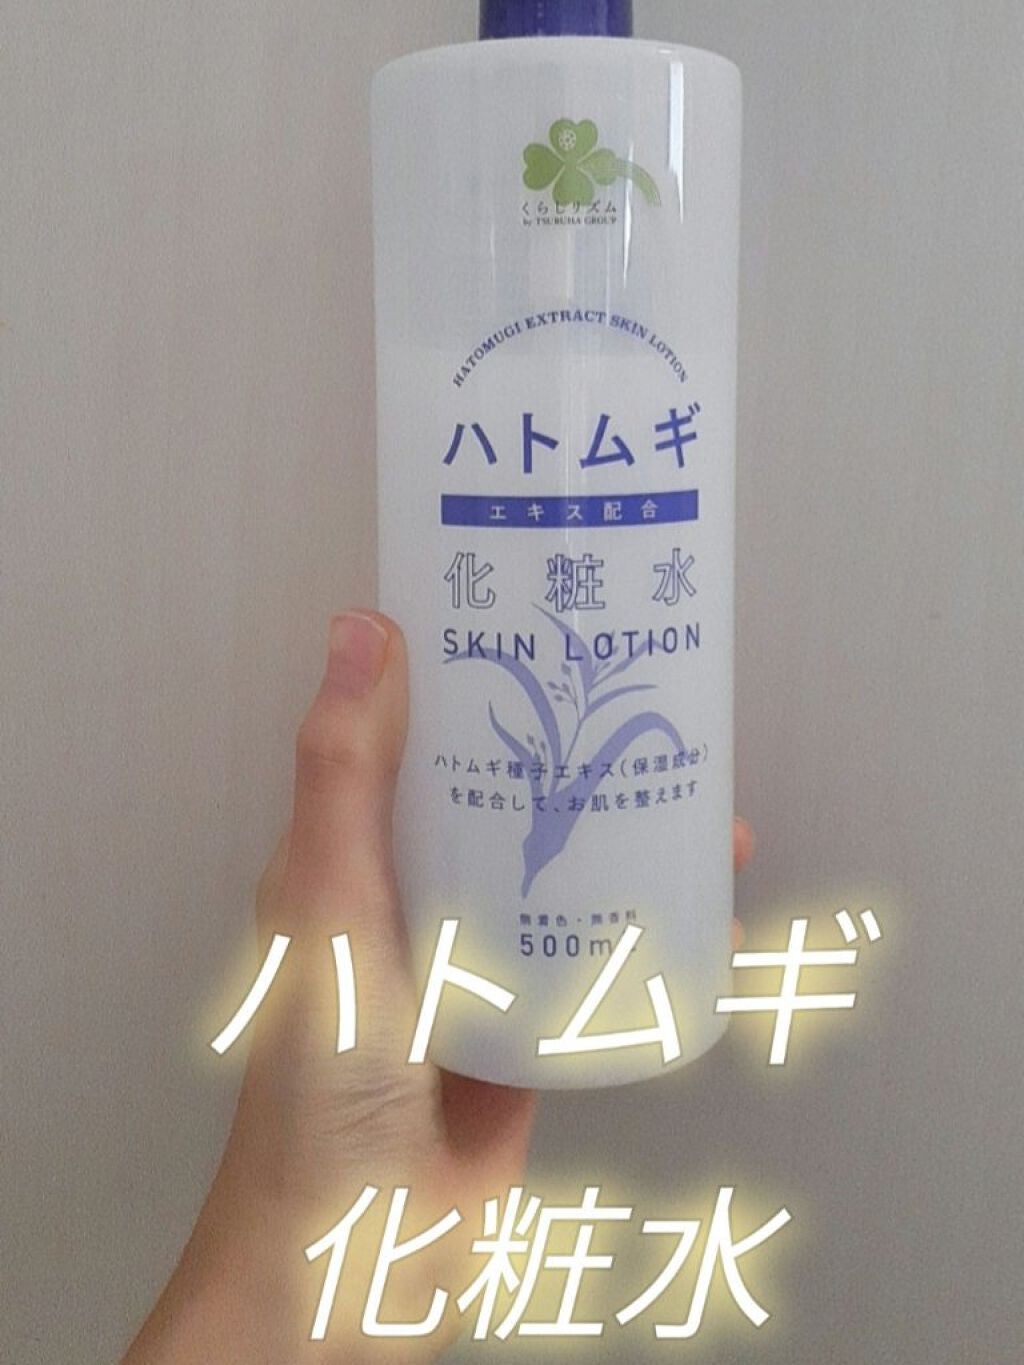 くらしリズム
by TSURUHA GROUP
HATOMUGI EXTRACT SKIN LOTION
ハトムギ
エキス配合
化粧水
SKIN LOTION
ハトムギ種子エキス(保湿成分)
を配合して、お肌を整えます
無着色・無香料
500m
ハトムギ
化粧水